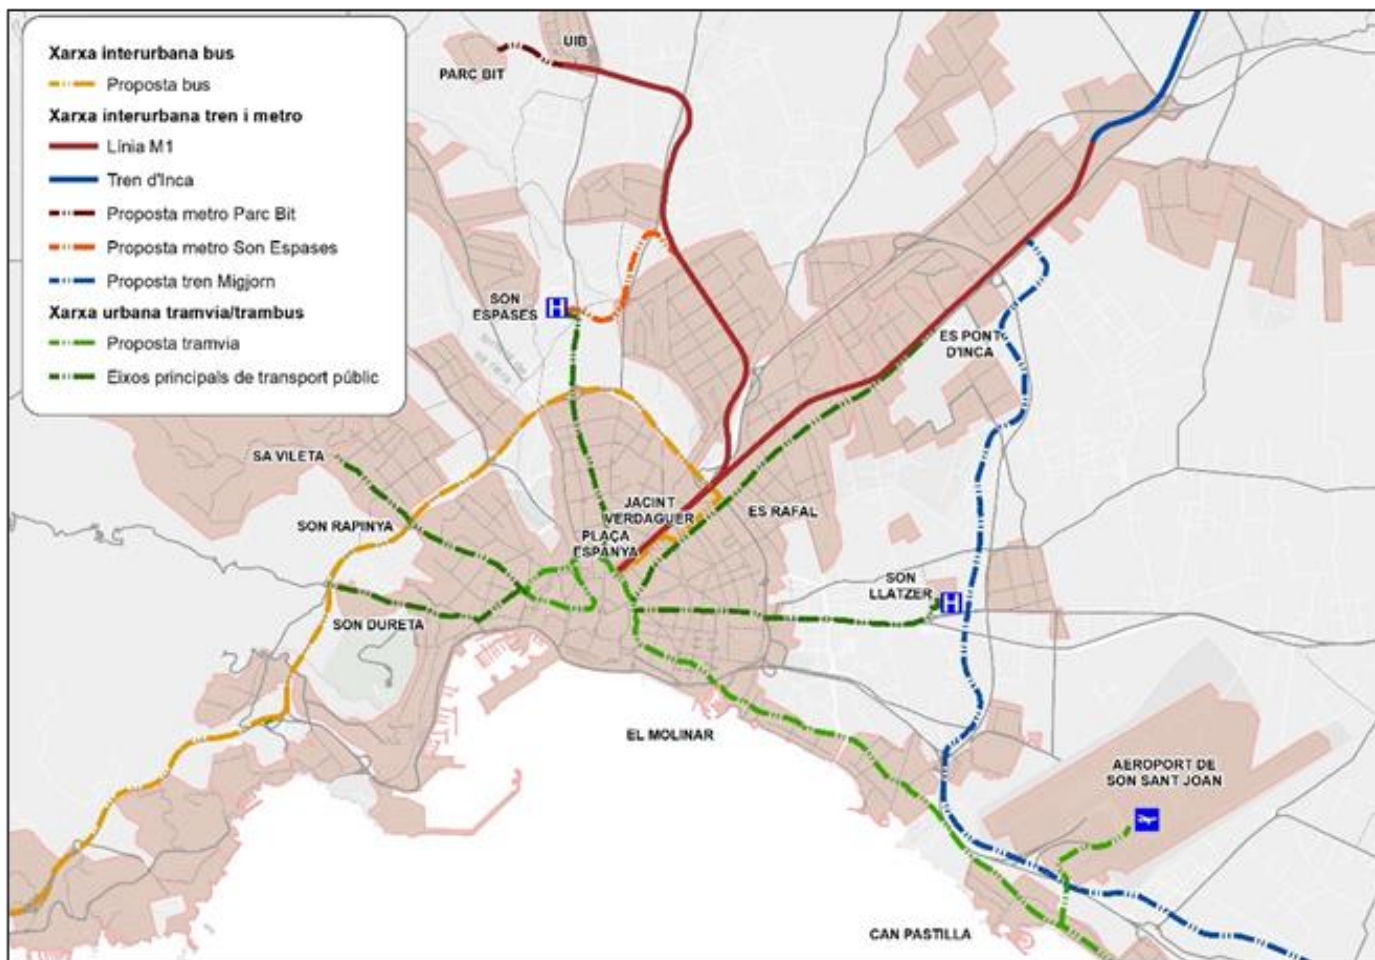 Xarxa interurbana bus
Proposta bus
Xarxa interurbana tren i metro
Línia M1
Tren d'Inca
Proposta metro Parc Bit
Proposta metro Son Espases
Proposta tren Migjorn
Xarxa urbana tramvia/trambus
Proposta tramvia
Eixos principals de transport públic
UIB
PARC BIT
SON
ESPASES
H
ES PONT
D'INCA
SA VILETA
SON RAPINYA
JACINT
VERDAGUER
ES RAFAL
PLAÇA
ESPANYA
SON
LLATZER
H
SON DURETA
EL MOLINAR
AEROPORT DE
SON SANT JOAN
CAN PASTILLA